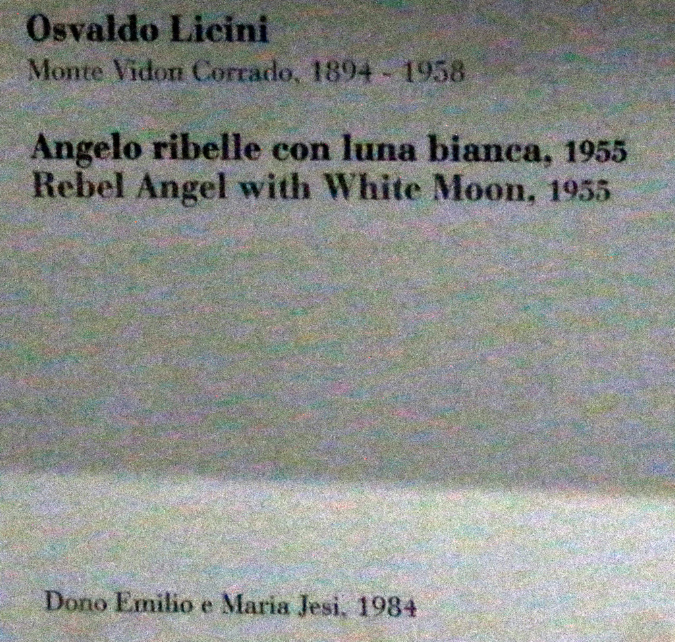 Osvaldo Licini
Monte Vidon Corrado, 1894 - 1958
Angelo ribelle con luna bianca, 1955
Rebel Angel with White Moon, 1955
Dono Emilio e Maria Jesi, 1984